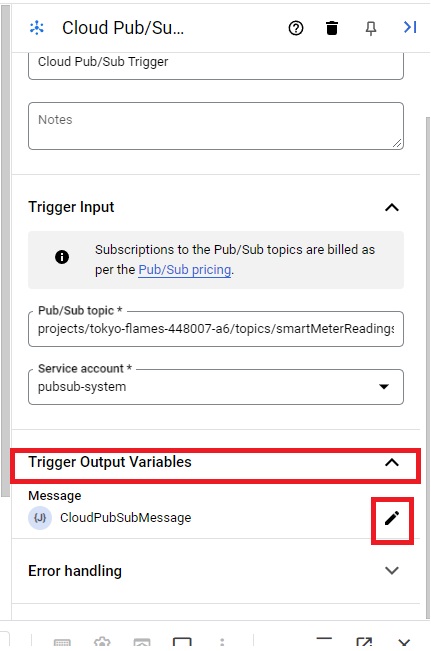 Cloud Pub/Su...
Cloud Pub/Sub Trigger
Notes
Trigger Input
Subscriptions to the Pub/Sub topics are billed as
per the Pub/Sub pricing.
Pub/Sub topic *
projects/tokyo-flames-448007-a6/topics/smartMeterReadings
Service account *
pubsub-system
Trigger Output Variables
Message
{J} CloudPubSubMessage
Error handling